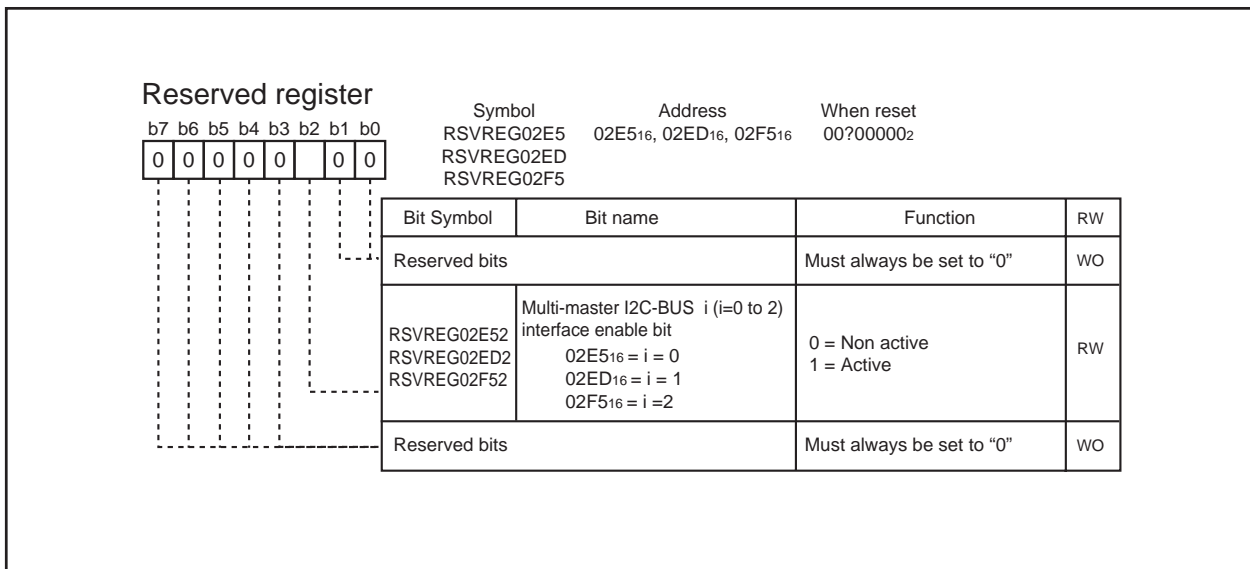 Reserved register
Symbol Address When reset
b7 b6 b5 b4 b3 b2 b1 b0
RSVREG02E5 02E516, 02ED16, 02F516 00?000002
0 0 0 0 0 0 0
RSVREG02ED
RSVREG02F5
Bit Symbol Bit name Function RW
Reserved bits Must always be set to “0” WO
RSVREG02E52
RSVREG02ED2
RSVREG02F52
Multi-master I2C-BUS i (i=0 to 2)
interface enable bit
02E516 = i = 0
02ED16 = i = 1
02F516 = i =2
0 = Non active
1 = Active
RW
Reserved bits Must always be set to “0” WO